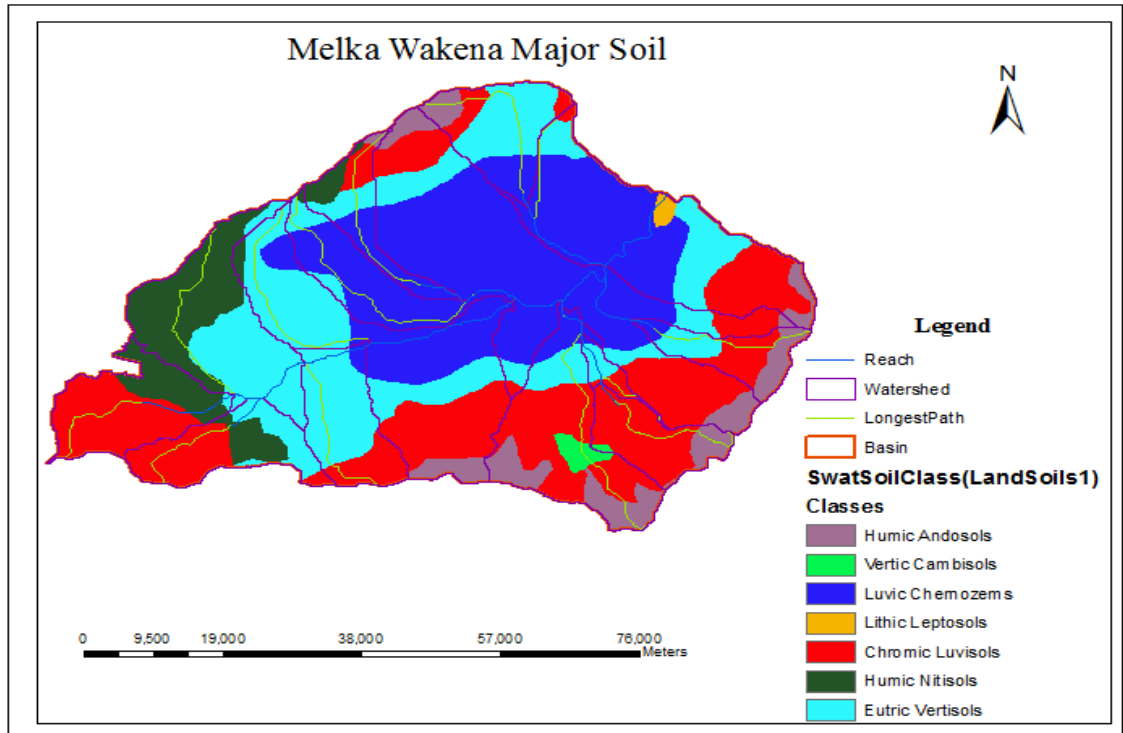 Melka Wakena Major Soil
N
Legend
Reach
Watershed
LongestPath
Basin
SwatSoilClass(LandSoils1)
Classes
Humic Andosols
Vertic Cambisols
Luvic Chemozems
Lithic Leptosols
Chromic Luvisols
Humic Nitisols
Eutric Vertisols
0 9,500 19,000 38,000 57,000 76,000
Meters